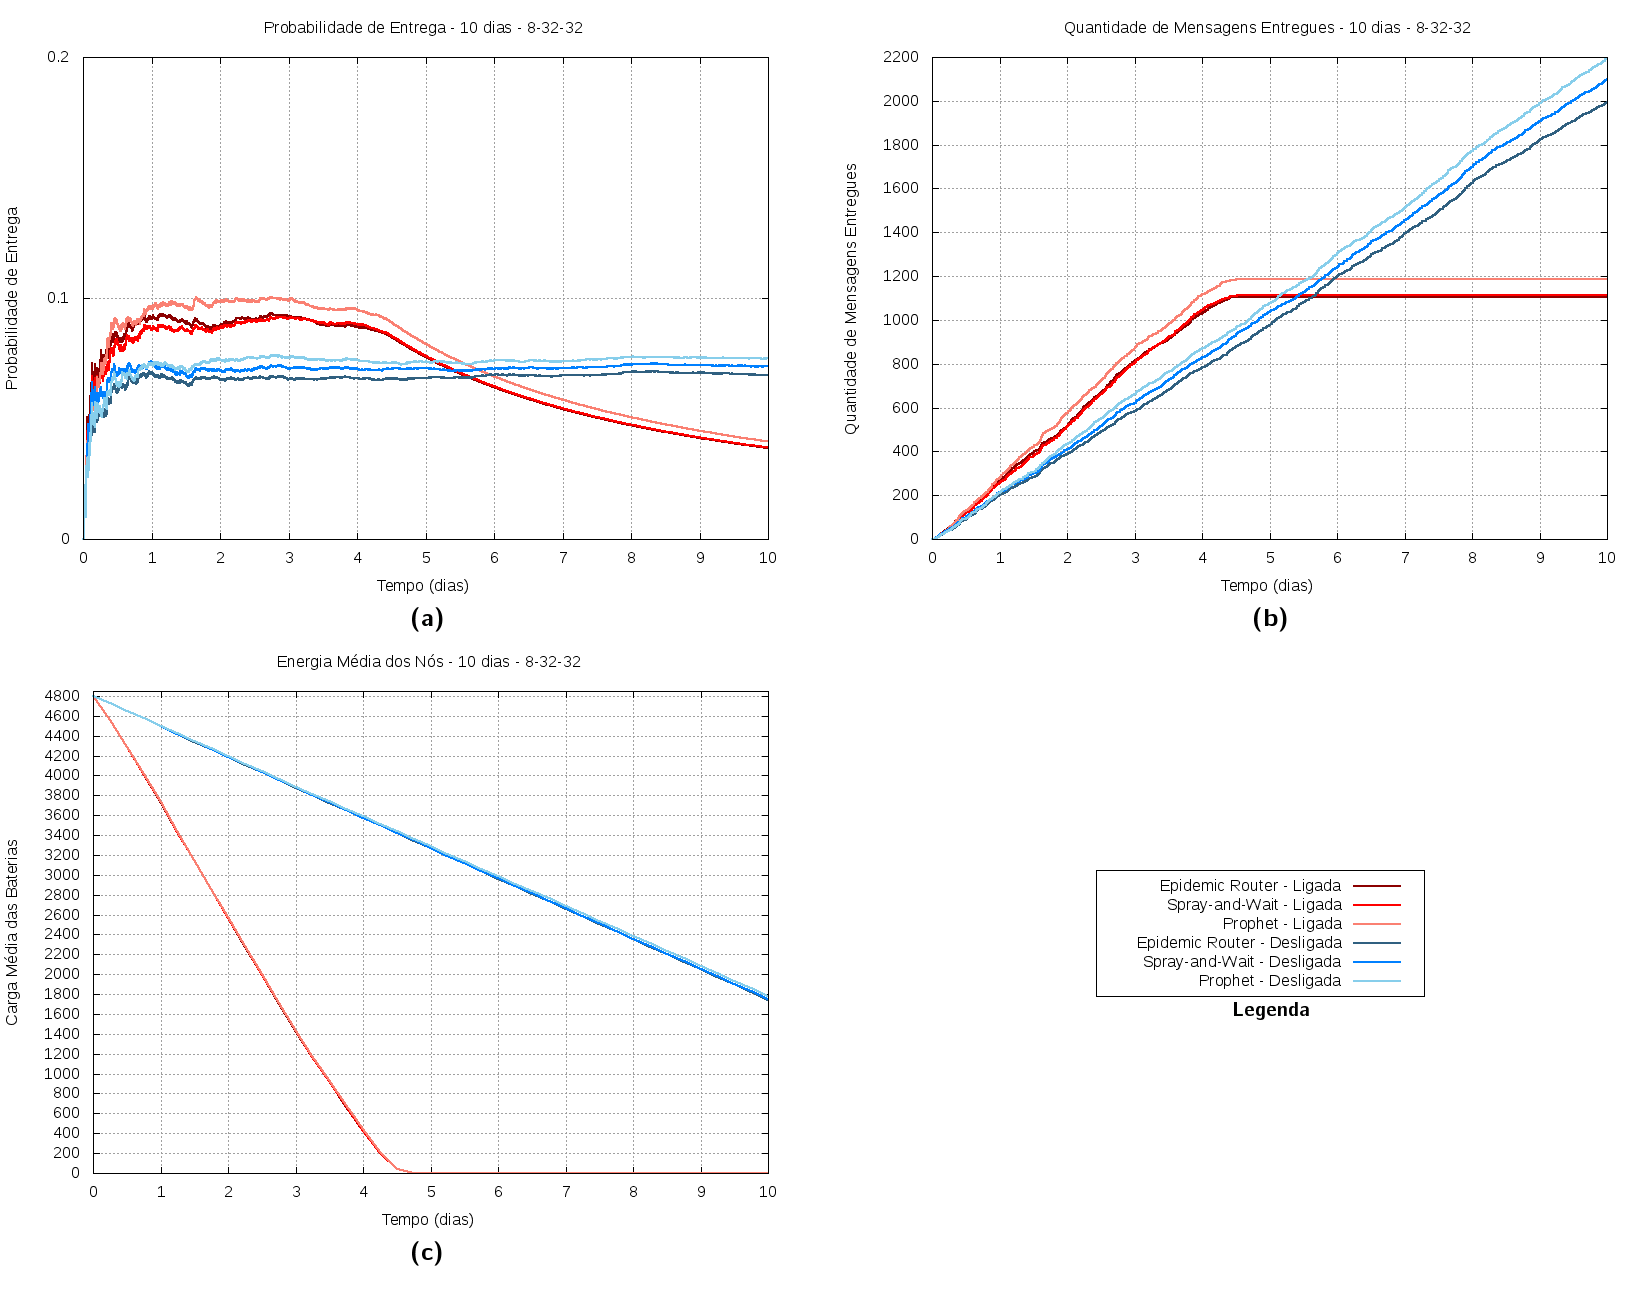 Probabilidade de Entrega - 10 dias - 8-32-32
0.2
0.1
0
Probabilidade de Entrega
0 1 2 3 4 5 6 7 8 9 10
Tempo (dias)
(a)
Quantidade de Mensagens Entregues - 10 dias - 8-32-32
2200
2000
1800
1600
1400
1200
1000
800
600
400
200
0
Quantidade de Mensagens Entregues
0 1 2 3 4 5 6 7 8 9 10
Tempo (dias)
(b)
Energia Média dos Nós - 10 dias - 8-32-32
4800
4600
4400
4200
4000
3800
3600
3400
3200
3000
2800
2600
2400
2200
2000
1800
1600
1400
1200
1000
800
600
400
200
0
Carga Média das Baterias
0 1 2 3 4 5 6 7 8 9 10
Tempo (dias)
(c)
Epidemic Router - Ligada
Spray-and-Wait - Ligada
Prophet - Ligada
Epidemic Router - Desligada
Spray-and-Wait - Desligada
Prophet - Desligada
Legenda